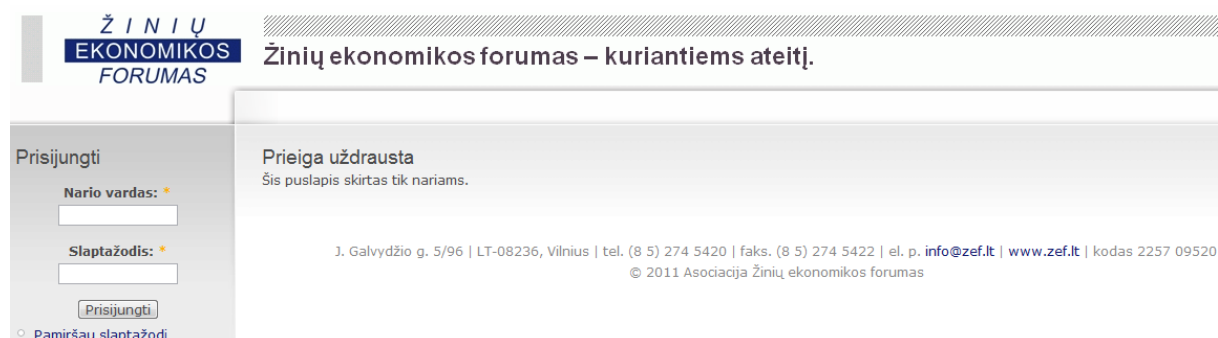 ŽINIŲ
EKONOMIKOS
FORUMAS
Žinių ekonomikos forumas – kuriantiems ateitį.
Prisijungti
Nario vardas: *
Slaptažodis: *
Prisijungti
Pamiršau slaptažodį
Prieiga uždrausta
Šis puslapis skirtas tik nariams.
J. Galvydžio g. 5/96 | LT-08236, Vilnius | tel. (8 5) 274 5420 | faks. (8 5) 274 5422 | el. p. info@zef.lt | www.zef.lt | kodas 2257 09520
© 2011 Asociacija Žinių ekonomikos forumas